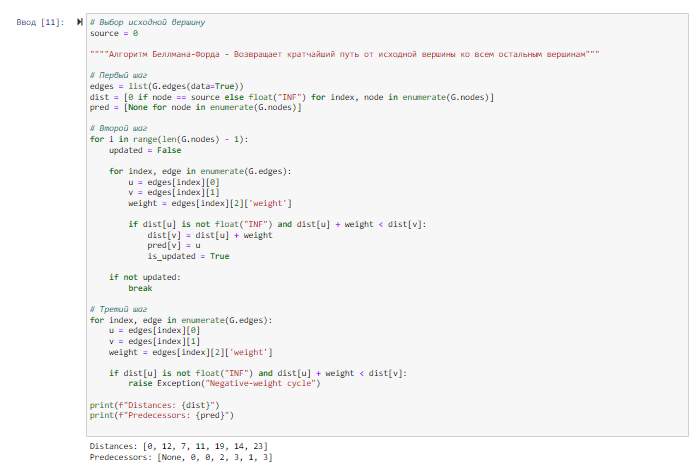 Ввод [11]:
# Выбор исходной вершину
source = 0
""""Алгоритм Беллмана-Форда - Возвращает кратчайший путь от исходной вершины ко всем остальным вершинам"""
# Первый шаг
edges = list(G.edges(data=True))
dist = [0 if node == source else float("INF") for index, node in enumerate(G.nodes)]
pred = [None for node in enumerate(G.nodes)]
# Второй шаг
for i in range(len(G.nodes) - 1):
    updated = False
    for index, edge in enumerate(G.edges):
        u = edges[index][0]
        v = edges[index][1]
        weight = edges[index][2]['weight']
        if dist[u] is not float("INF") and dist[u] + weight < dist[v]:
            dist[v] = dist[u] + weight
            pred[v] = u
            is_updated = True
    if not updated:
        break
# Третий шаг
for index, edge in enumerate(G.edges):
    u = edges[index][0]
    v = edges[index][1]
    weight = edges[index][2]['weight']
    if dist[u] is not float("INF") and dist[u] + weight < dist[v]:
        raise Exception("Negative-weight cycle")
print(f"Distances: {dist}")
print(f"Predecessors: {pred}")
Distances: [0, 12, 7, 11, 19, 14, 23]
Predecessors: [None, 0, 0, 2, 3, 1, 3]